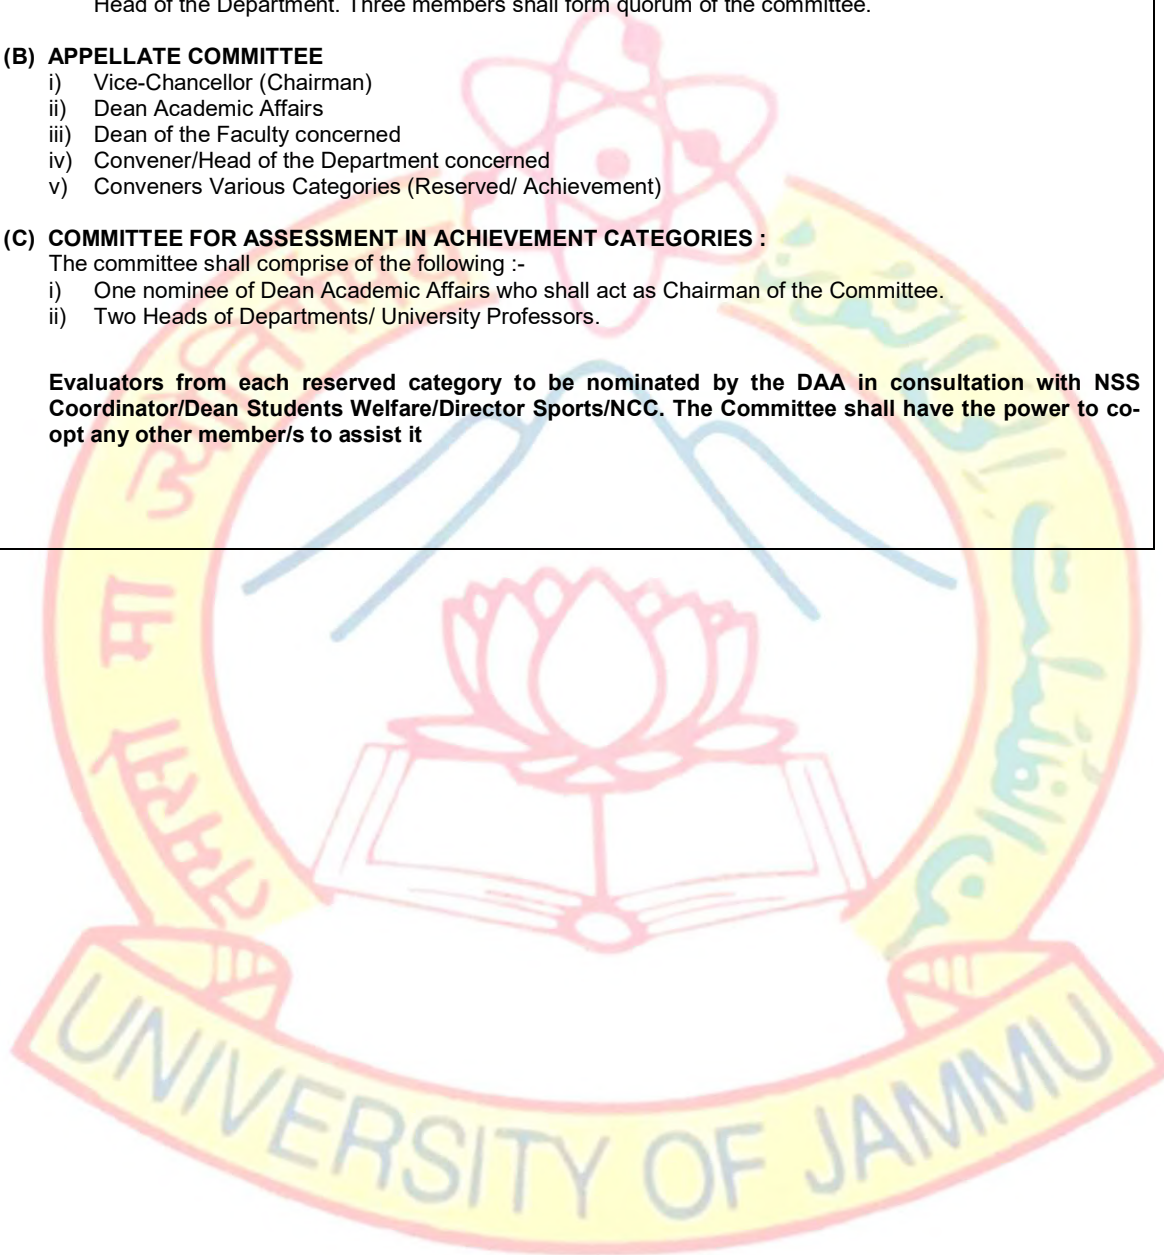 Head of the Department. Three members shall form quorum of the committee.
(B) APPELLATE COMMITTEE
i) Vice-Chancellor (Chairman)
ii) Dean Academic Affairs
iii) Dean of the Faculty concerned
iv) Convener/Head of the Department concerned
v) Conveners Various Categories (Reserved/ Achievement)
(C) COMMITTEE FOR ASSESSMENT IN ACHIEVEMENT CATEGORIES :
The committee shall comprise of the following :-
i) One nominee of Dean Academic Affairs who shall act as Chairman of the Committee.
ii) Two Heads of Departments/ University Professors.
Evaluators from each reserved category to be nominated by the DAA in consultation with NSS
Coordinator/Dean Students Welfare/Director Sports/NCC. The Committee shall have the power to co-
opt any other member/s to assist it
तमसो मा ज्योतिर्गमय
UNIVERSITY OF JAMMU